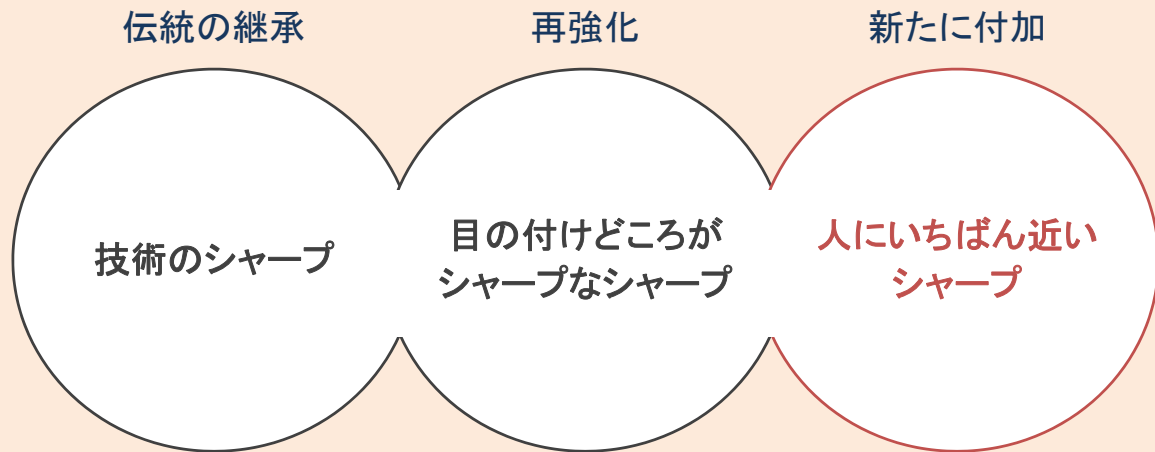 伝統の継承
再強化
新たに付加
技術のシャープ
目の付けどころが
シャープなシャープ
人にいちばん近い
シャープ